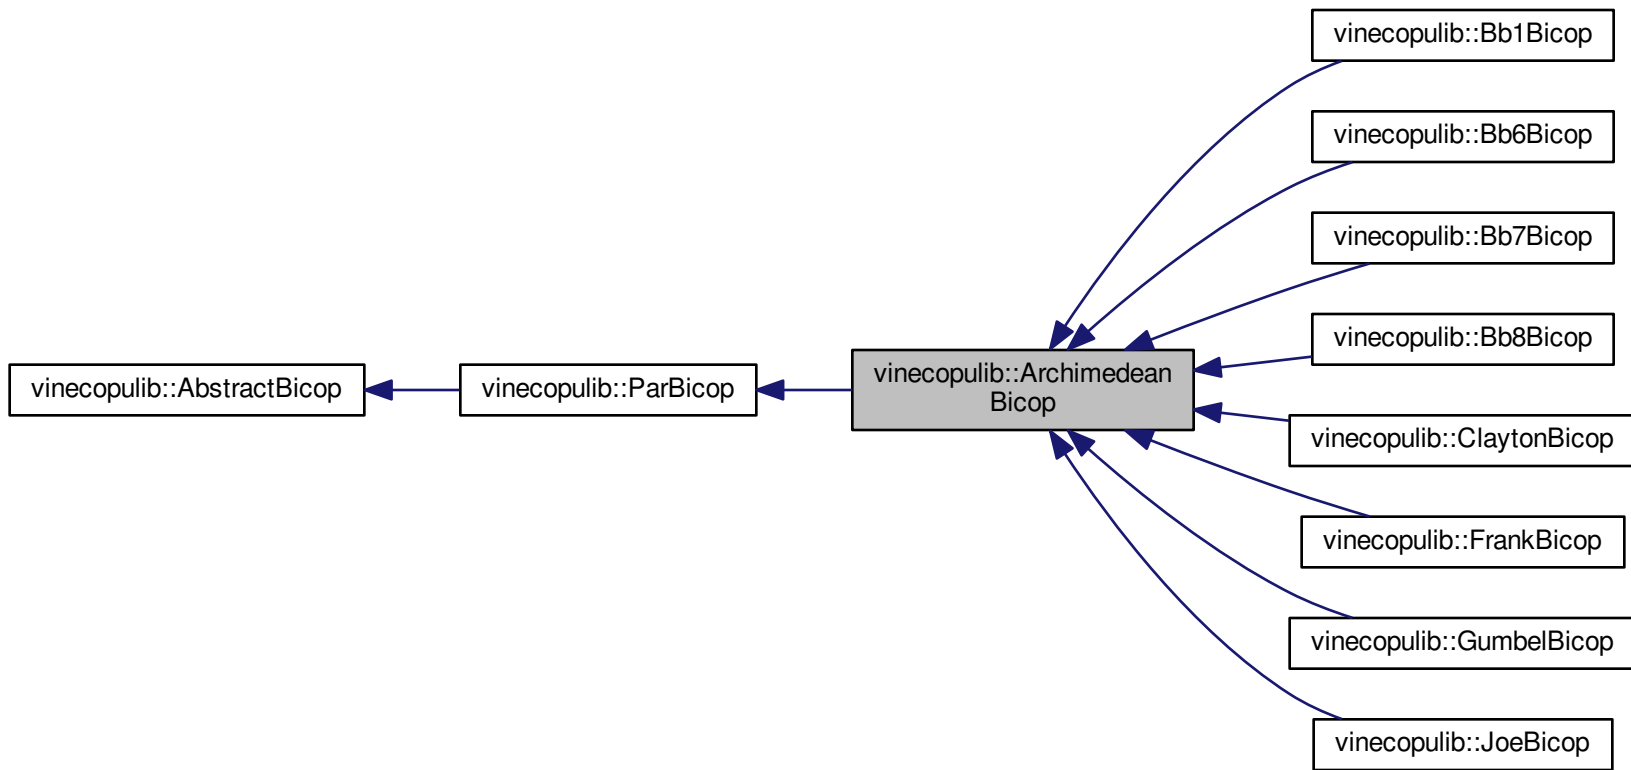 vinecopulib::Bb1Bicop
vinecopulib::Bb6Bicop
vinecopulib::Bb7Bicop
vinecopulib::Bb8Bicop
vinecopulib::AbstractBicop
vinecopulib::ParBicop
vinecopulib::Archimedean
Bicop
vinecopulib::ClaytonBicop
vinecopulib::FrankBicop
vinecopulib::GumbelBicop
vinecopulib::JoeBicop